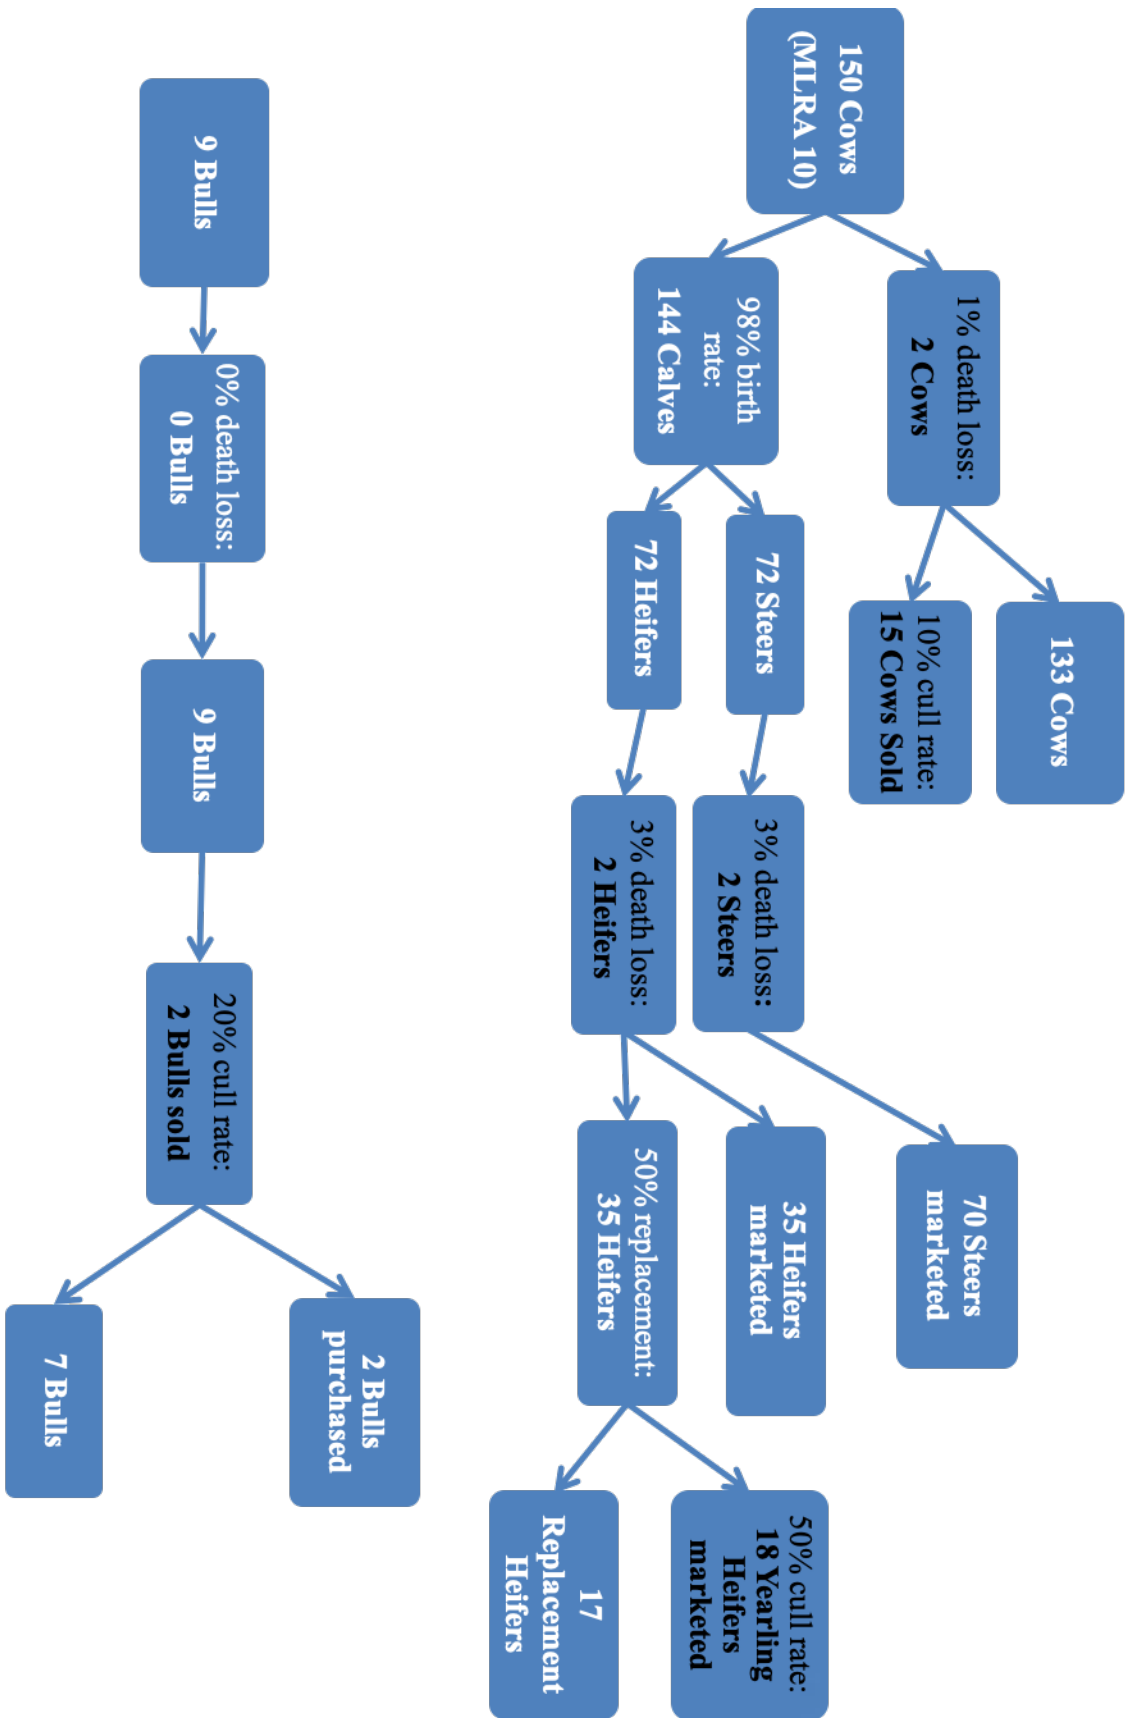 150 Cows
(MLRA 10)
1% death loss:
2 Cows
133 Cows
10% cull rate:
15 Cows Sold
98% birth
rate:
144 Calves
72 Steers
3% death loss:
2 Steers
70 Steers
marketed
72 Heifers
3% death loss:
2 Heifers
35 Heifers
marketed
50% replacement:
35 Heifers
50% cull rate:
18 Yearling
Heifers
marketed
17
Replacement
Heifers
9 Bulls
0% death loss:
0 Bulls
9 Bulls
20% cull rate:
2 Bulls sold
2 Bulls
purchased
7 Bulls